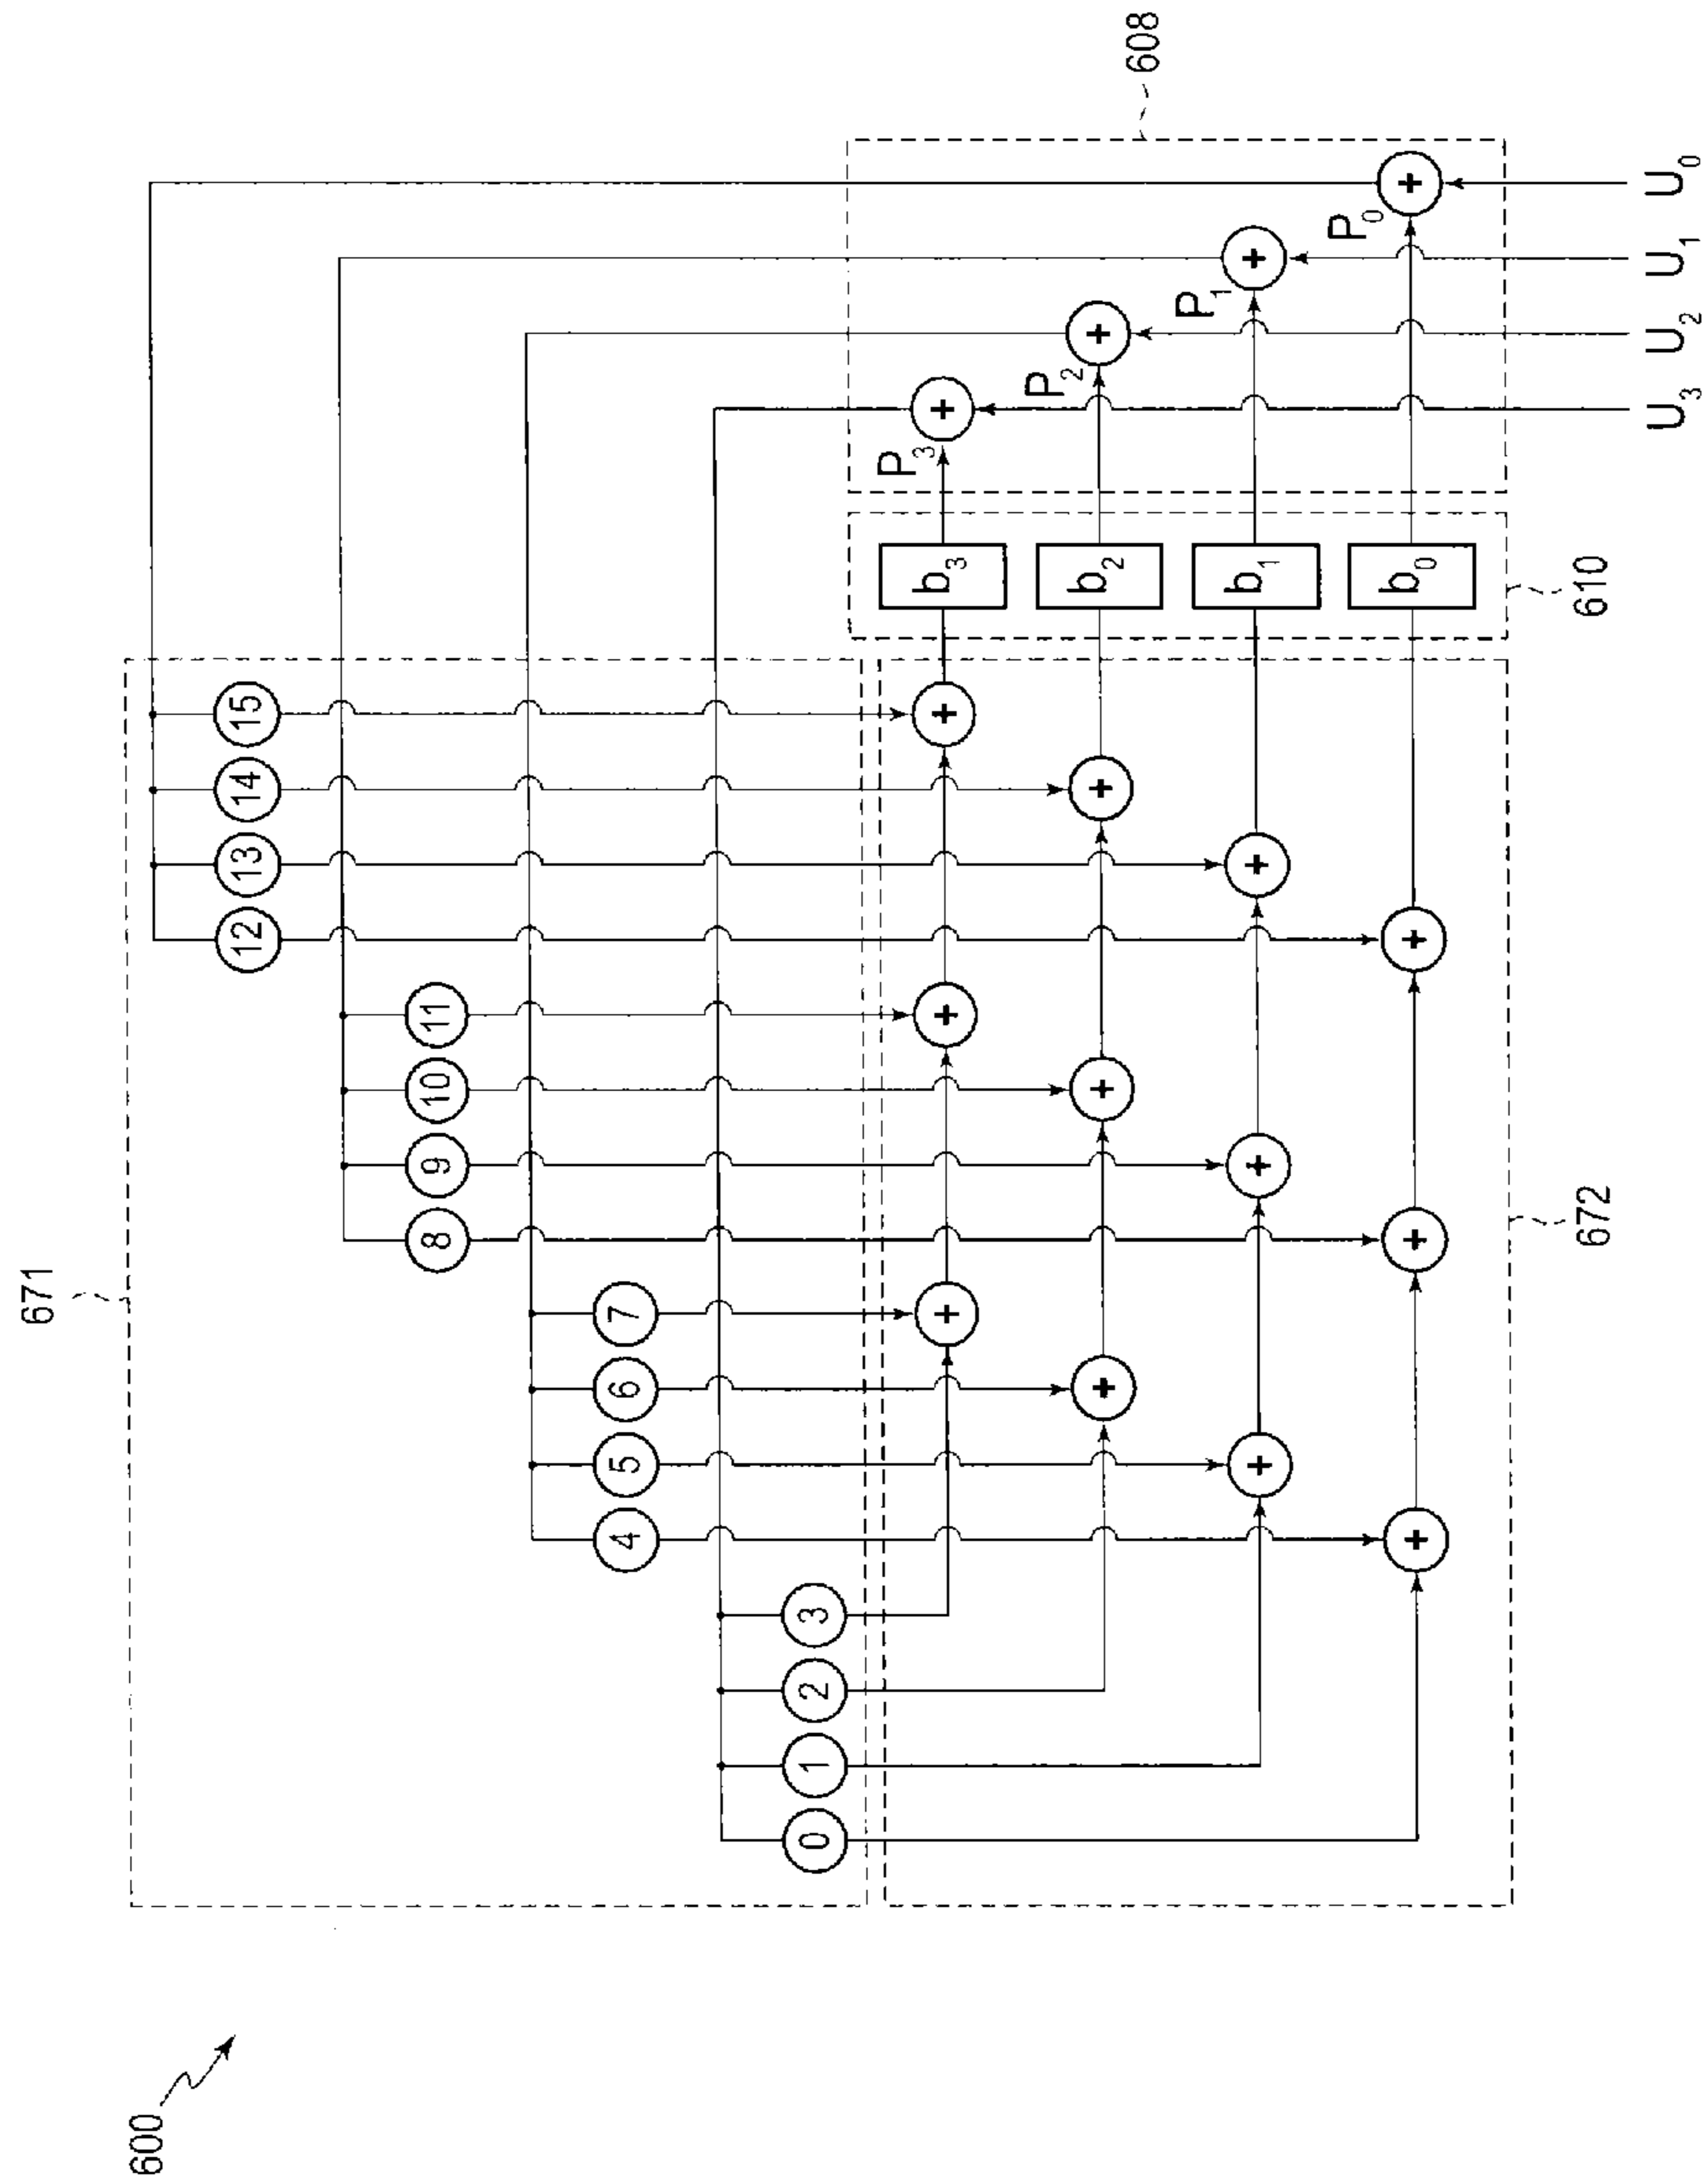 600
671
15
14
13
12
11
10
9
8
7
6
5
4
3
2
1
0
+ + + +
+ + + +
+ + + +
+ + + +
672
b₃
b₂
b₁
b₀
610
P₃
P₂
P₁
P₀
608
U₃
U₂
U₁
U₀